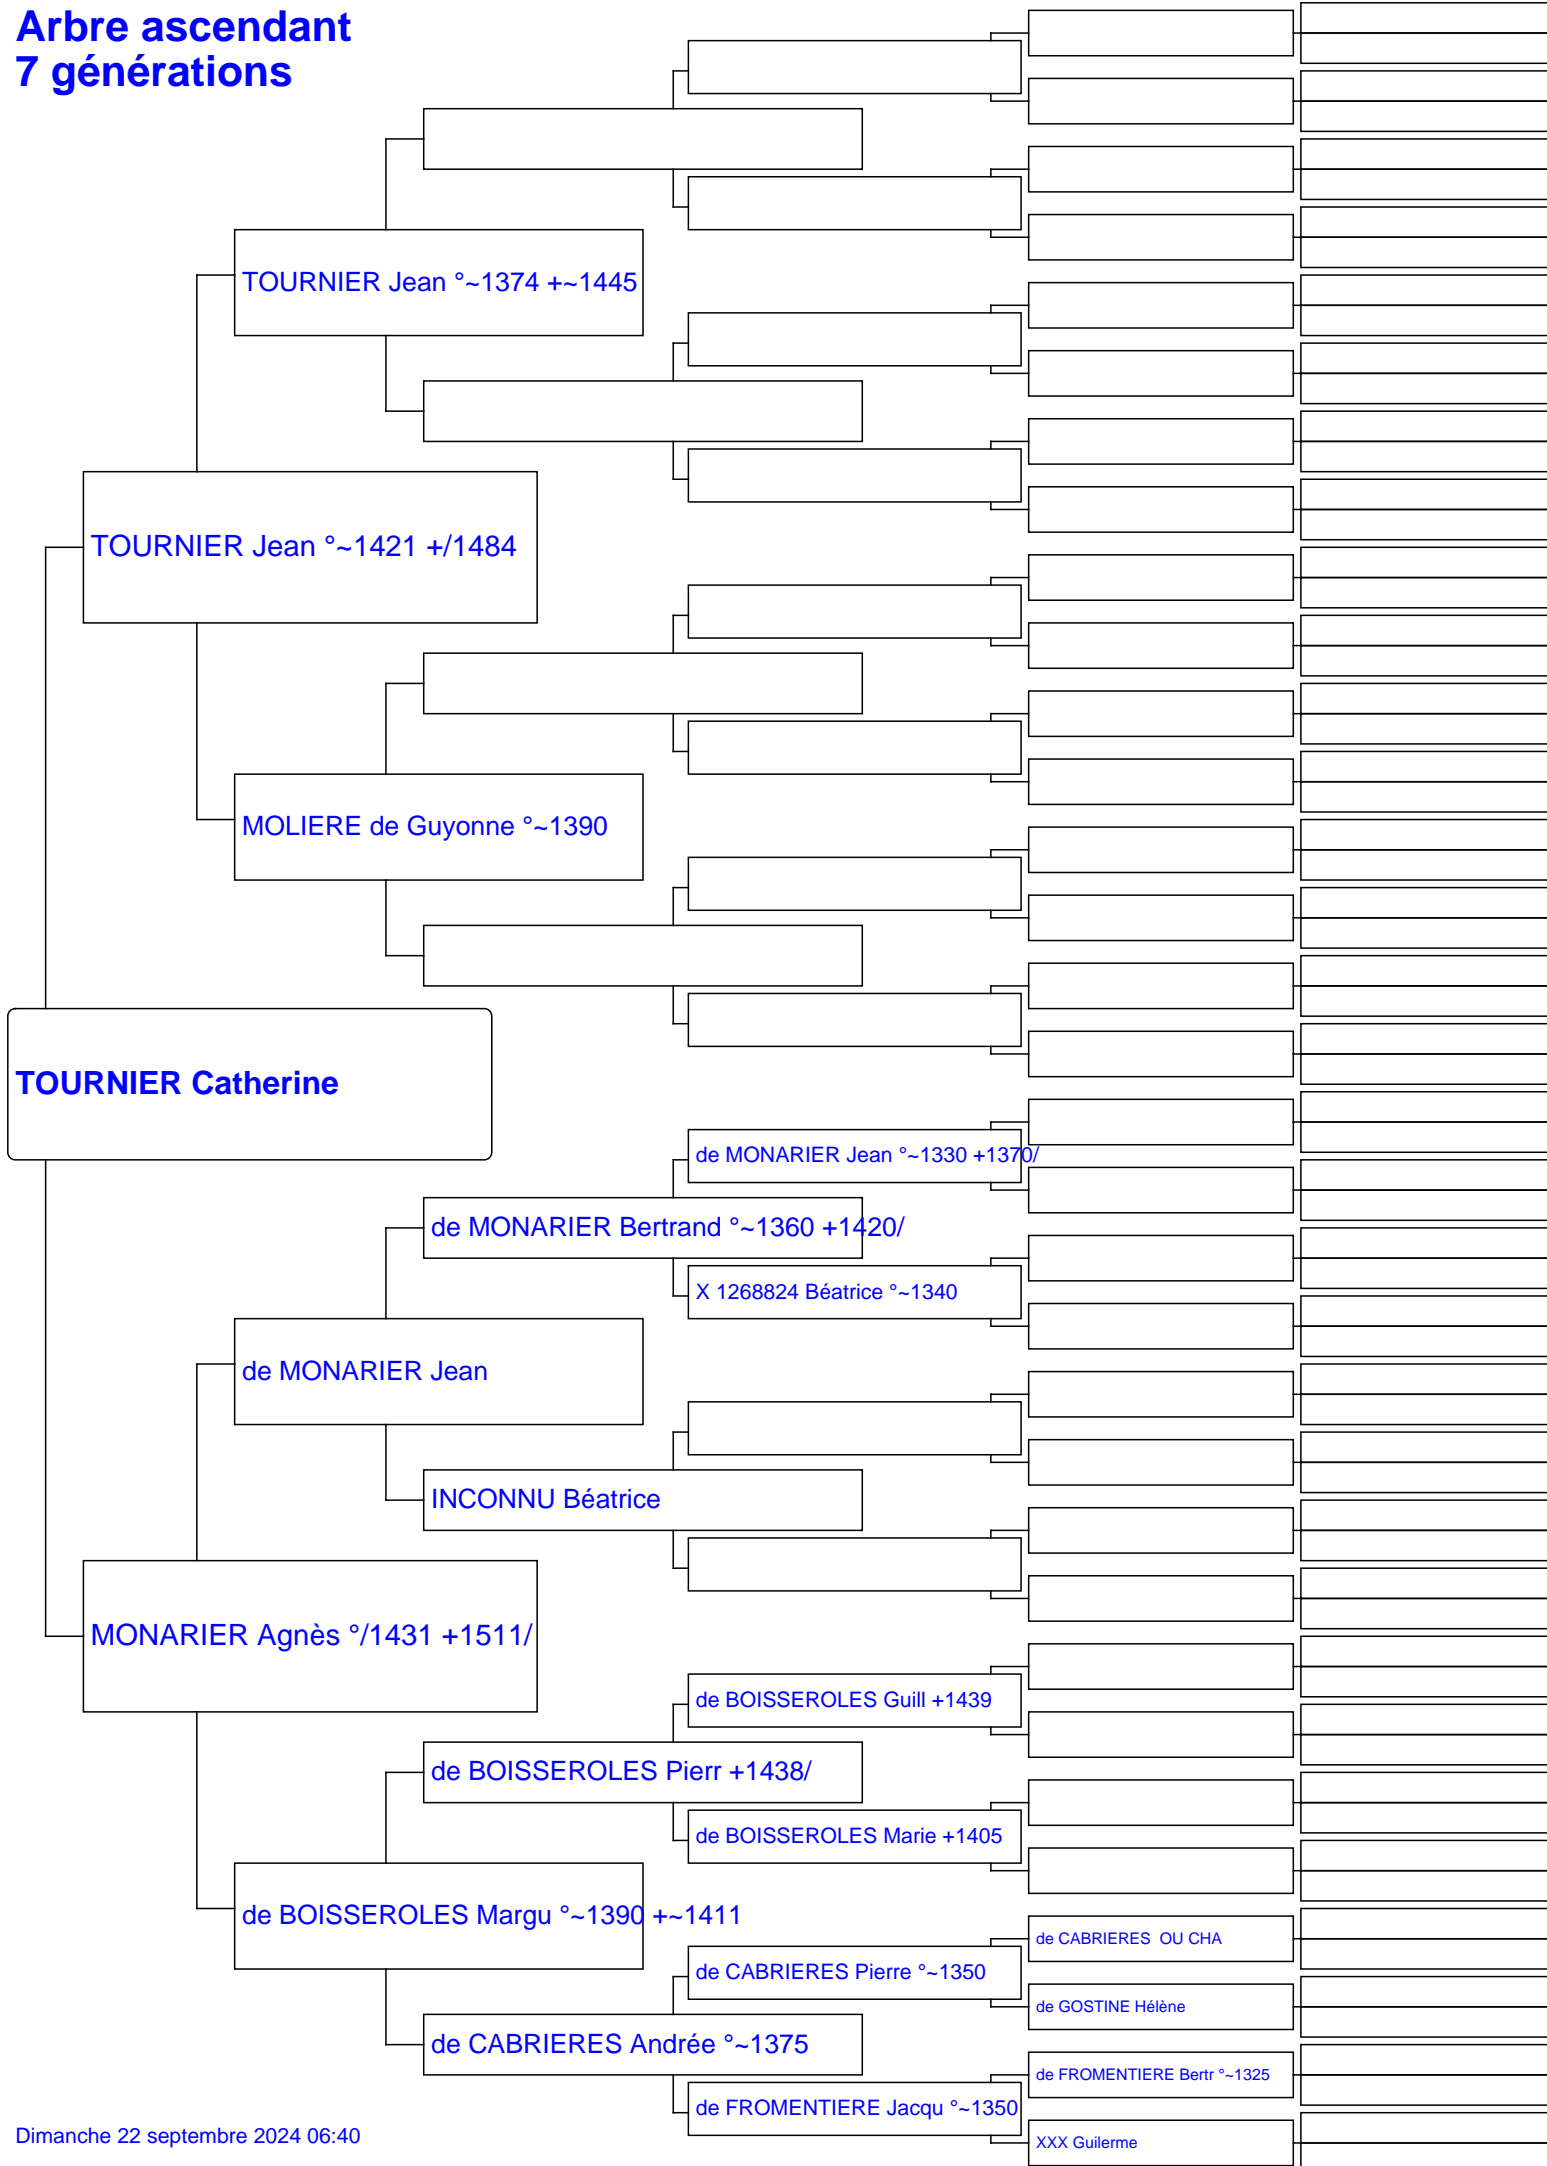 Arbre ascendant
7 générations
TOURNIER Jean °~1374 +~1445
TOURNIER Jean °~1421 +/1484
MOLIERE de Guyonne °~1390
TOURNIER Catherine
de MONARIER Jean °~1330 +1370/
de MONARIER Bertrand °~1360 +1420/
X 1268824 Béatrice °~1340
de MONARIER Jean
INCONNU Béatrice
MONARIER Agnès °/1431 +1511/
de BOISSEROLES Guill +1439
de BOISSEROLES Pierr +1438/
de BOISSEROLES Marie +1405
de BOISSEROLES Margu °~1390 +~1411
de CABRIERES  OU CHA
de CABRIERES Pierre °~1350
de GOSTINE Hélène
de CABRIERES Andrée °~1375
de FROMENTIERE Bertr °~1325
de FROMENTIERE Jacqu °~1350
XXX Guilerme
Dimanche 22 septembre 2024 06:40